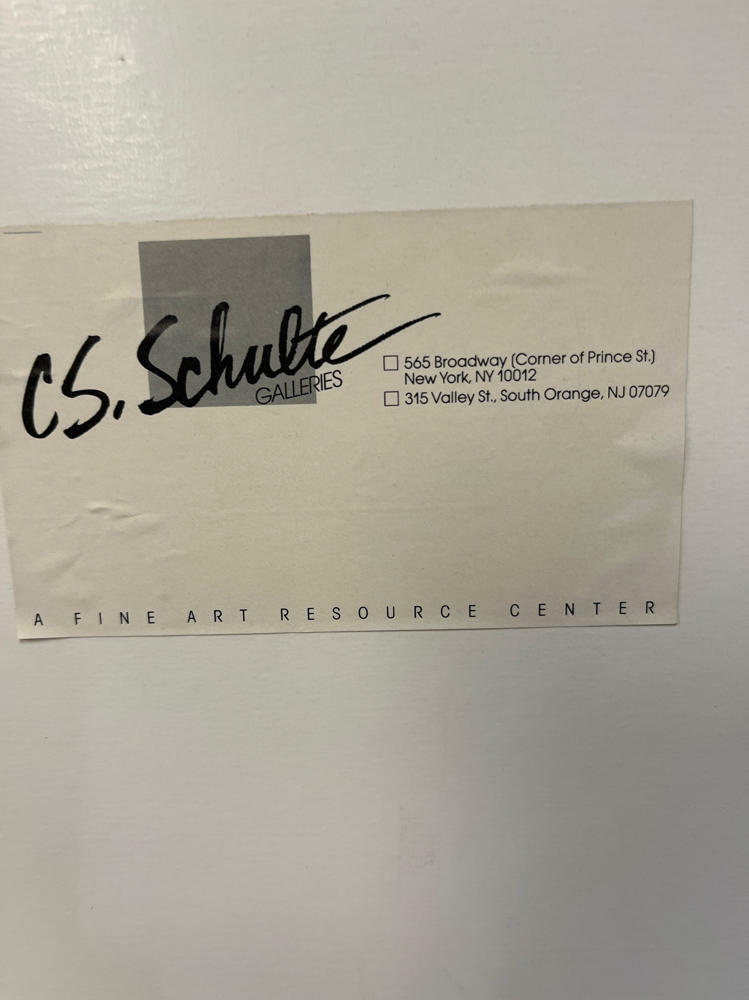 CS. Schulte
GALLERIES
☐ 565 Broadway (Corner of Prince St.)
New York, NY 10012
☐ 315 Valley St., South Orange, NJ 07079
A FINE ART RESOURCE CENTER